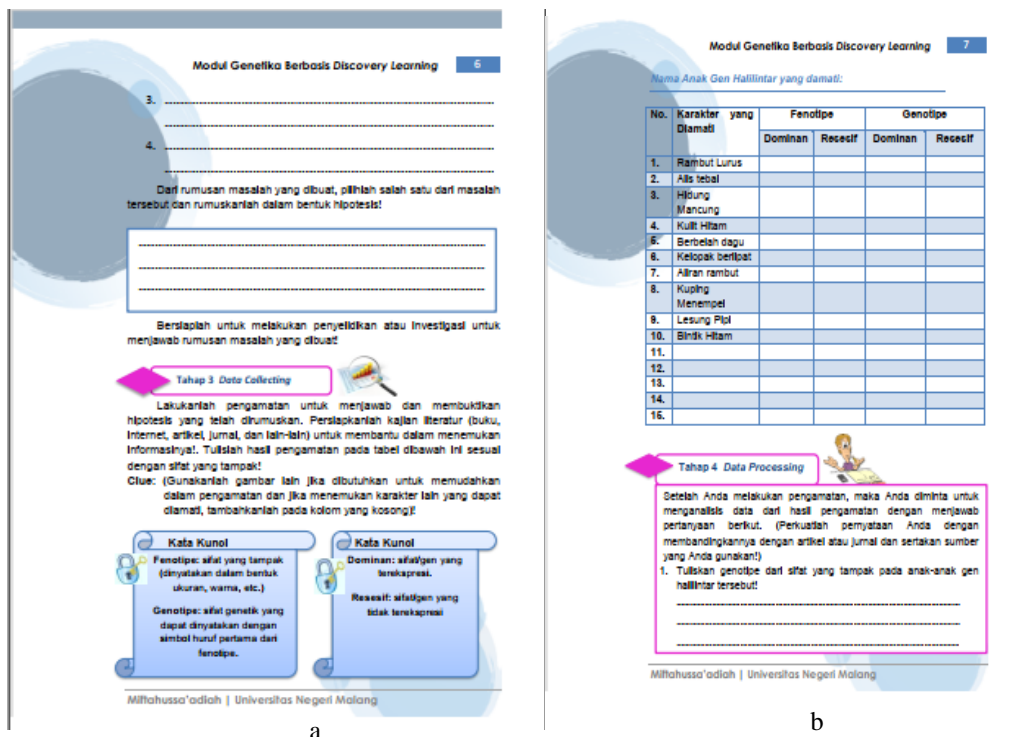 Modul Genetika Berbasis Discovery Learning 6
3. ................................................
................................................
4. ................................................
................................................
Dari rumusan masalah yang dibuat, pilihlah salah satu dari masalah
tersebut dan rumuskanlah dalam bentuk hipotesis!
................................................
................................................
................................................
Bersiaplah untuk melakukan penyelidikan atau investigasi untuk
menjawab rumusan masalah yang dibuat!
Tahap 3 Data Collecting
Lakukanlah pengamatan untuk menjawab dan membuktikan
hipotesis yang telah dirumuskan. Persiapkanlah kajian literatur (buku,
internet, artikel, jurnal, dan lain-lain) untuk membantu dalam menemukan
informasinya!. Tulislah hasil pengamatan pada tabel dibawah ini sesuai
dengan sifat yang tampak!
Clue: (Gunakanlah gambar lain jika dibutuhkan untuk memudahkan
dalam pengamatan dan jika menemukan karakter lain yang dapat
diamati, tambahkanlah pada kolom yang kosong)!
Kata Kunci
Fenotipe: sifat yang tampak
(dinyatakan dalam bentuk
ukuran, warna, etc.)
Genotipe: sifat genetik yang
dapat dinyatakan dengan
simbol huruf pertama dari
fenotipe.
Kata Kunci
Dominan: sifat/gen yang
terekspresi.
Resesif: sifat/gen yang
tidak terekspresi
Miftahussa'adiah | Universitas Negeri Malang
a
Modul Genetika Berbasis Discovery Learning 7
Nama Anak Gen Halilintar yang damati:
No. Karakter yang Diamati Fenotipe Genotipe
Dominan Resesif Dominan Resesif
1. Rambut Lurus
2. Alis tebal
3. Hidung
Mancung
4. Kulit Hitam
5. Berbelah dagu
6. Kelopak berlipat
7. Aliran rambut
8. Kuping
Menempel
9. Lesung Pipi
10. Bintik Hitam
11.
12.
13.
14.
15.
Tahap 4 Data Processing
Setelah Anda melakukan pengamatan, maka Anda diminta untuk
menganalisis data dari hasil pengamatan dengan menjawab
pertanyaan berikut. (Perkuatlah pernyataan Anda dengan
membandingkannya dengan artikel atau jurnal dan sertakan sumber
yang Anda gunakan!)
1. Tuliskan genotipe dari sifat yang tampak pada anak-anak gen
halilintar tersebut!
................................................
................................................
................................................
Miftahussa'adiah | Universitas Negeri Malang
b